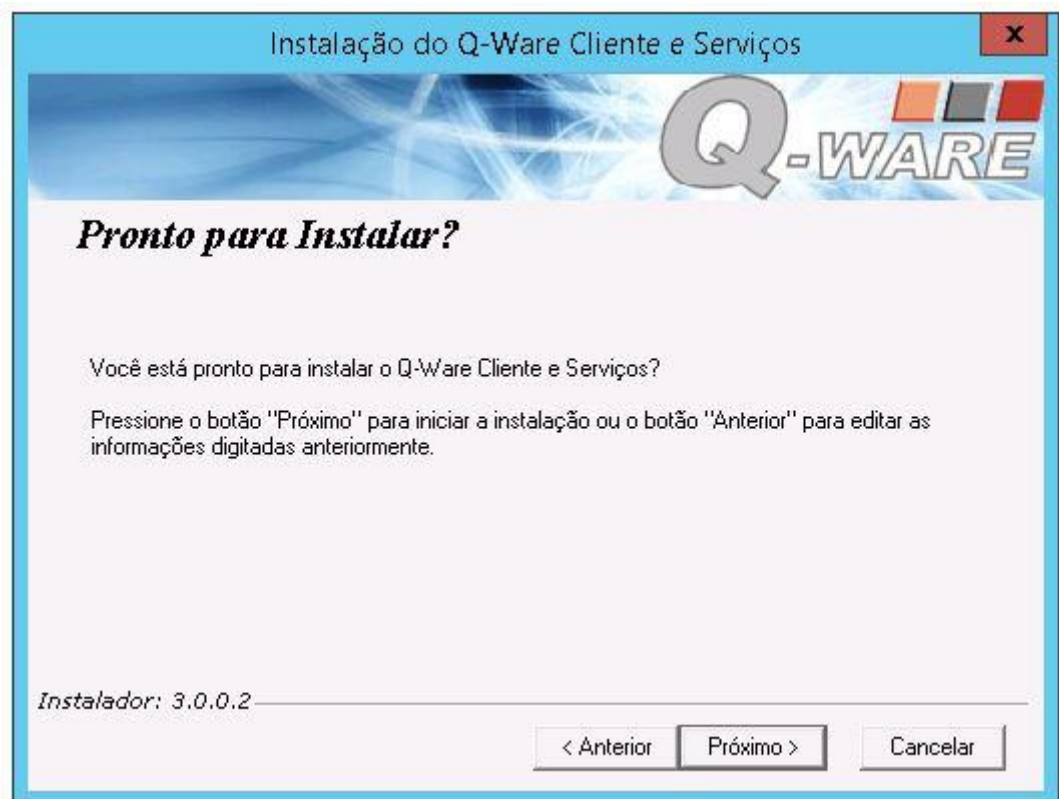 Instalação do Q-Ware Cliente e Serviços
x
Q-WARE
Pronto para Instalar?
Você está pronto para instalar o Q-Ware Cliente e Serviços?
Pressione o botão "Próximo" para iniciar a instalação ou o botão "Anterior" para editar as
informações digitadas anteriormente.
Instalador: 3.0.0.2
< Anterior Próximo > Cancelar